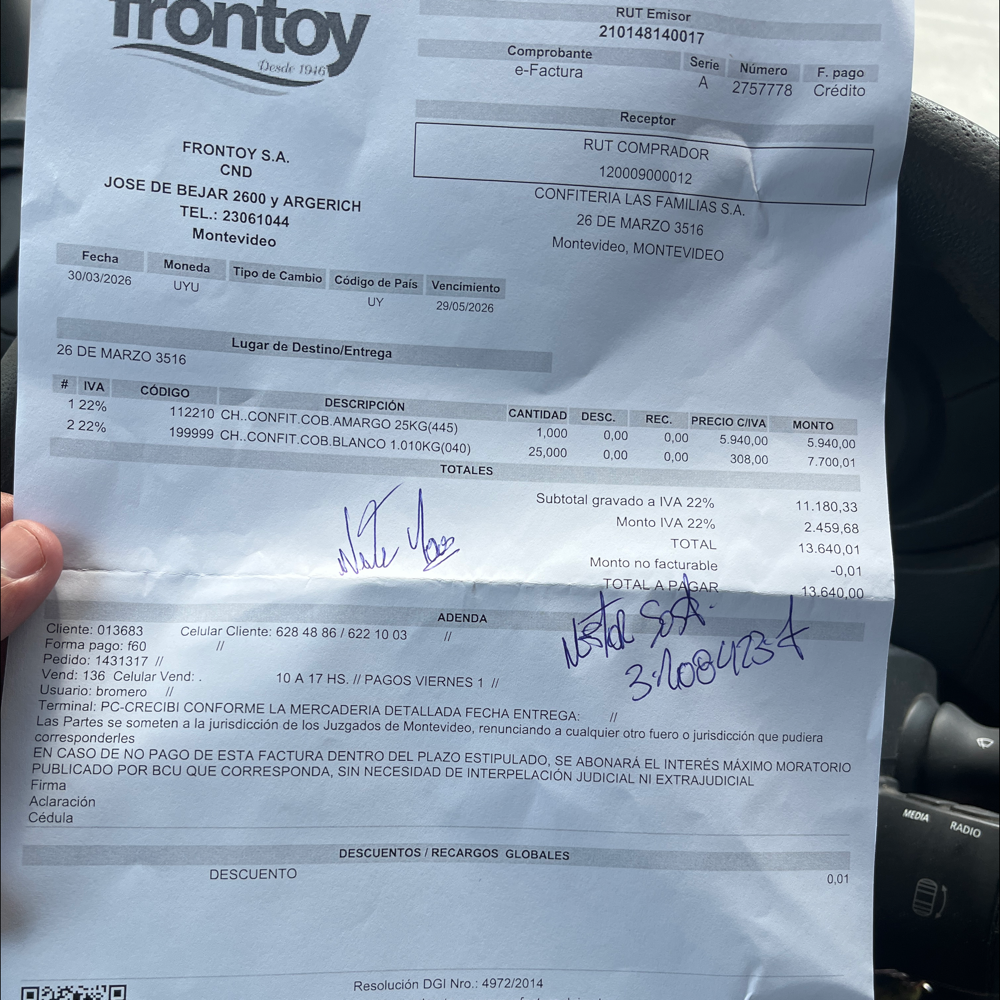 frontoy
Desde 1946
RUT Emisor
210148140017
Comprobante Serie Número F. pago
e-Factura A 2757778 Crédito
Receptor
RUT COMPRADOR
120009000012
CONFITERIA LAS FAMILIAS S.A.
26 DE MARZO 3516
Montevideo, MONTEVIDEO
FRONTOY S.A.
CND
JOSE DE BEJAR 2600 y ARGERICH
TEL.: 23061044
Montevideo
Fecha Moneda Tipo de Cambio Código de País Vencimiento
30/03/2026 UYU UY 29/05/2026
Lugar de Destino/Entrega
26 DE MARZO 3516
# IVA CÓDIGO DESCRIPCIÓN CANTIDAD DESC. REC. PRECIO C/IVA MONTO
1 22% 112210 CH..CONFIT.COB.AMARGO 25KG(445) 1,000 0,00 0,00 5.940,00 5.940,00
2 22% 199999 CH..CONFIT.COB.BLANCO 1.010KG(040) 25,000 0,00 0,00 308,00 7.700,01
TOTALES
Subtotal gravado a IVA 22% 11.180,33
Monto IVA 22% 2.459,68
TOTAL 13.640,01
Monto no facturable -0,01
TOTAL A PAGAR 13.640,00
ADENDA
Cliente: 013683 Celular Cliente: 628 48 86 / 622 10 03 //
Forma pago: f60 //
Pedido: 1431317 //
Vend: 136 Celular Vend: . 10 A 17 HS. // PAGOS VIERNES 1 //
Usuario: bromero //
Terminal: PC-CRECIBI CONFORME LA MERCADERIA DETALLADA FECHA ENTREGA: //
Las Partes se someten a la jurisdicción de los Juzgados de Montevideo, renunciando a cualquier otro fuero o jurisdicción que pudiera
corresponderles
EN CASO DE NO PAGO DE ESTA FACTURA DENTRO DEL PLAZO ESTIPULADO, SE ABONARÁ EL INTERÉS MÁXIMO MORATORIO
PUBLICADO POR BCU QUE CORRESPONDA, SIN NECESIDAD DE INTERPELACIÓN JUDICIAL NI EXTRAJUDICIAL
Firma
Aclaración
Cédula
DESCUENTOS / RECARGOS GLOBALES
DESCUENTO 0,01
Resolución DGI Nro.: 4972/2014
MEDIA RADIO